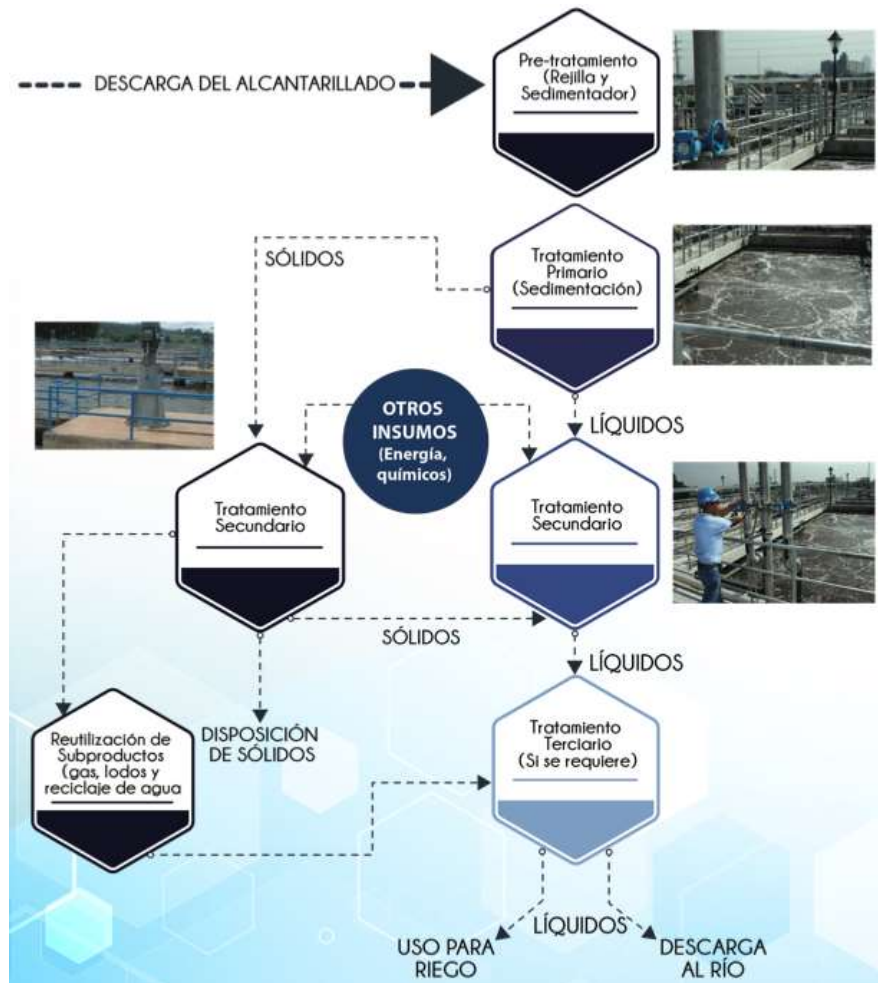 DESCARGA DEL ALCANTARILLADO
Pre-tratamiento
(Rejilla y
Sedimentador)
SÓLIDOS
Tratamiento
Primario
(Sedimentación)
OTROS
INSUMOS
(Energía,
químicos)
LÍQUIDOS
Tratamiento
Secundario
Tratamiento
Secundario
SÓLIDOS
LÍQUIDOS
Reutilización de
Subproductos
(gas, lodos y
reciclaje de agua
DISPOSICIÓN
DE SÓLIDOS
Tratamiento
Terciario
(Si se requiere)
LÍQUIDOS
USO PARA
RIEGO
DESCARGA
AL RÍO